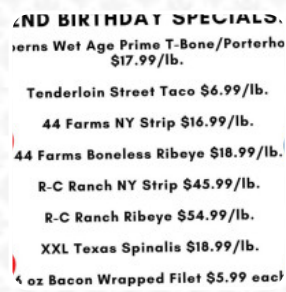 2ND BIRTHDAY SPECIALS.
Wet Age Prime T-Bone/Porterho
$17.99/lb.
Tenderloin Street Taco $6.99/lb.
44 Farms NY Strip $16.99/lb.
44 Farms Boneless Ribeye $18.99/lb.
R-C Ranch NY Strip $45.99/lb.
R-C Ranch Ribeye $54.99/lb.
XXL Texas Spinalis $18.99/lb.
oz Bacon Wrapped Filet $5.99 each